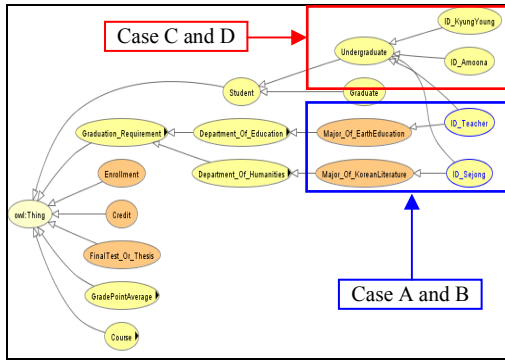 ID_KyungYoung
Case C and D
Undergraduate
ID_Amoona
Student
Graduate
Graduation_Requirement
Department_Of_Education
Major_Of_EarthEducation
ID_Teacher
Enrollment
Department_Of_Humanities
Major_Of_KoreanLiterature
ID_Sejong
owl:Thing
Credit
FinalTest_Or_Thesis
GradePointAverage
Case A and B
Course